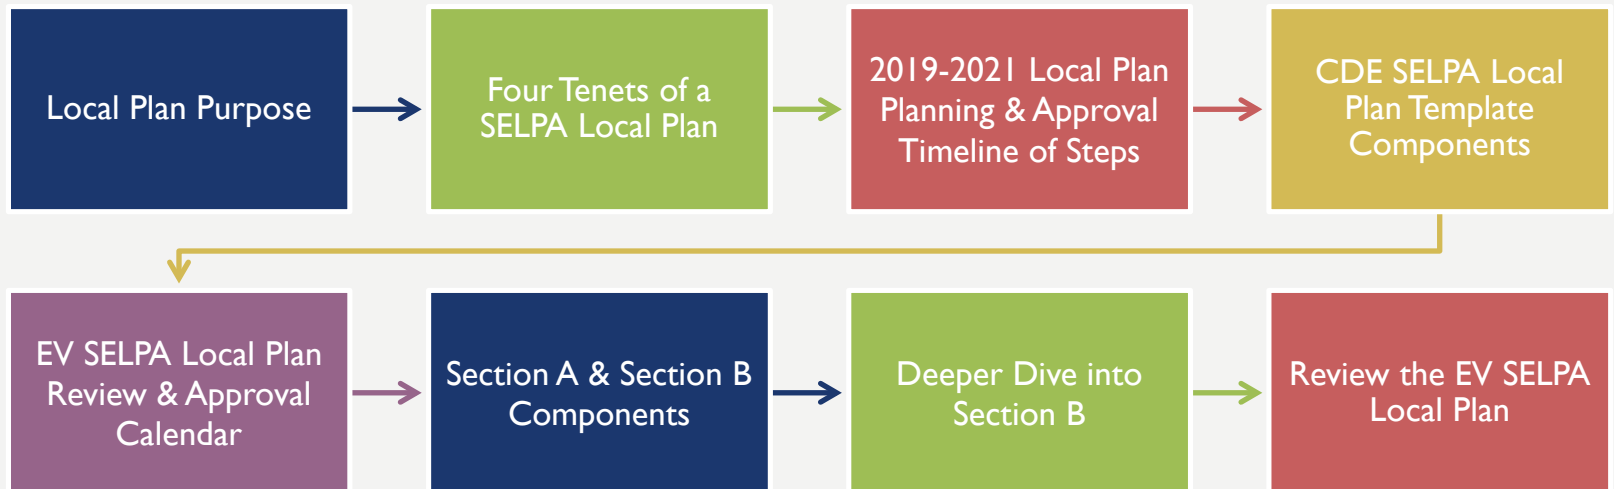 Local Plan Purpose
Four Tenets of a
SELPA Local Plan
2019-2021 Local Plan
Planning & Approval
Timeline of Steps
CDE SELPA Local
Plan Template
Components
EV SELPA Local Plan
Review & Approval
Calendar
Section A & Section B
Components
Deeper Dive into
Section B
Review the EV SELPA
Local Plan